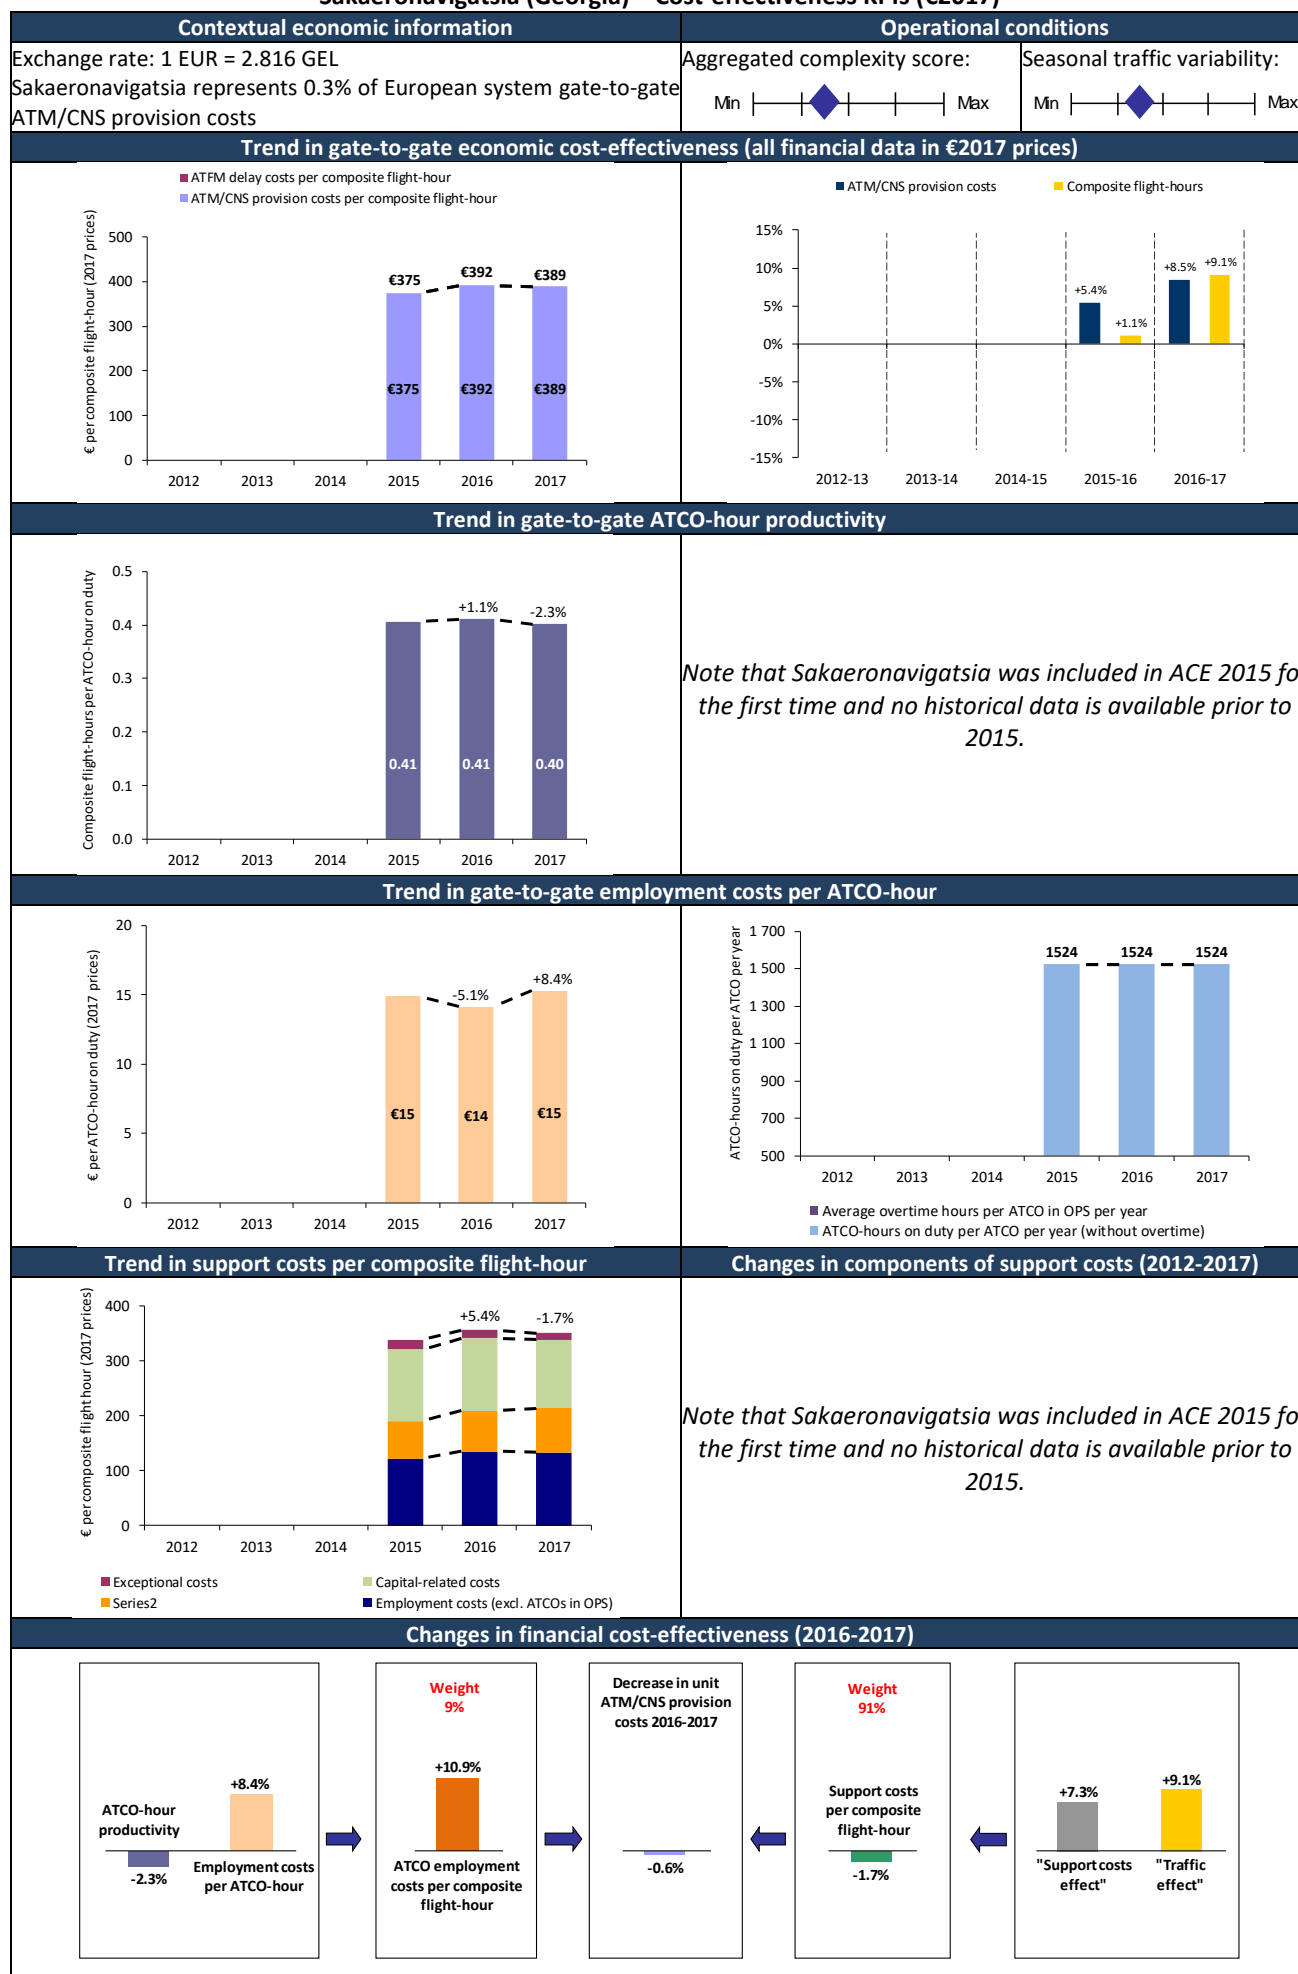 Sakaeronavigatsia (Georgia) – Cost-effectiveness KPIs (€2017)
Contextual economic information
Operational conditions
Exchange rate: 1 EUR = 2.816 GEL
Sakaeronavigatsia represents 0.3% of European system gate-to-gate
ATM/CNS provision costs
Aggregated complexity score:
Min
Max
Seasonal traffic variability:
Min
Max
Trend in gate-to-gate economic cost-effectiveness (all financial data in €2017 prices)
ATFM delay costs per composite flight-hour
ATM/CNS provision costs per composite flight-hour
€ per composite flight-hour (2017 prices)
500
400
300
200
100
0
€375
€392
€389
€375
€392
€389
2012
2013
2014
2015
2016
2017
ATM/CNS provision costs
Composite flight-hours
15%
10%
5%
0%
-5%
-10%
-15%
+5.4%
+1.1%
+8.5%
+9.1%
2012-13
2013-14
2014-15
2015-16
2016-17
Trend in gate-to-gate ATCO-hour productivity
Composite flight-hours per ATCO-hour on duty
0.5
0.4
0.3
0.2
0.1
0.0
+1.1%
-2.3%
0.41
0.41
0.40
2012
2013
2014
2015
2016
2017
Note that Sakaeronavigatsia was included in ACE 2015 fo
the first time and no historical data is available prior to
2015.
Trend in gate-to-gate employment costs per ATCO-hour
€ per ATCO-hour on duty (2017 prices)
20
15
10
5
0
-5.1%
+8.4%
€15
€14
€15
2012
2013
2014
2015
2016
2017
ATCO-hours on duty per ATCO per year
1 700
1 500
1 300
1 100
900
700
500
1524
1524
1524
2012
2013
2014
2015
2016
2017
Average overtime hours per ATCO in OPS per year
ATCO-hours on duty per ATCO per year (without overtime)
Trend in support costs per composite flight-hour
Changes in components of support costs (2012-2017)
€ per composite flight hour (2017 prices)
400
300
200
100
0
+5.4%
-1.7%
2012
2013
2014
2015
2016
2017
Exceptional costs
Capital-related costs
Series2
Employment costs (excl. ATCOs in OPS)
Note that Sakaeronavigatsia was included in ACE 2015 fo
the first time and no historical data is available prior to
2015.
Changes in financial cost-effectiveness (2016-2017)
ATCO-hour
productivity
-2.3%
+8.4%
Employment costs
per ATCO-hour
Weight
9%
+10.9%
ATCO employment
costs per composite
flight-hour
Decrease in unit
ATM/CNS provision
costs 2016-2017
-0.6%
Weight
91%
Support costs
per composite
flight-hour
-1.7%
+7.3%
"Support costs
effect"
+9.1%
"Traffic
effect"